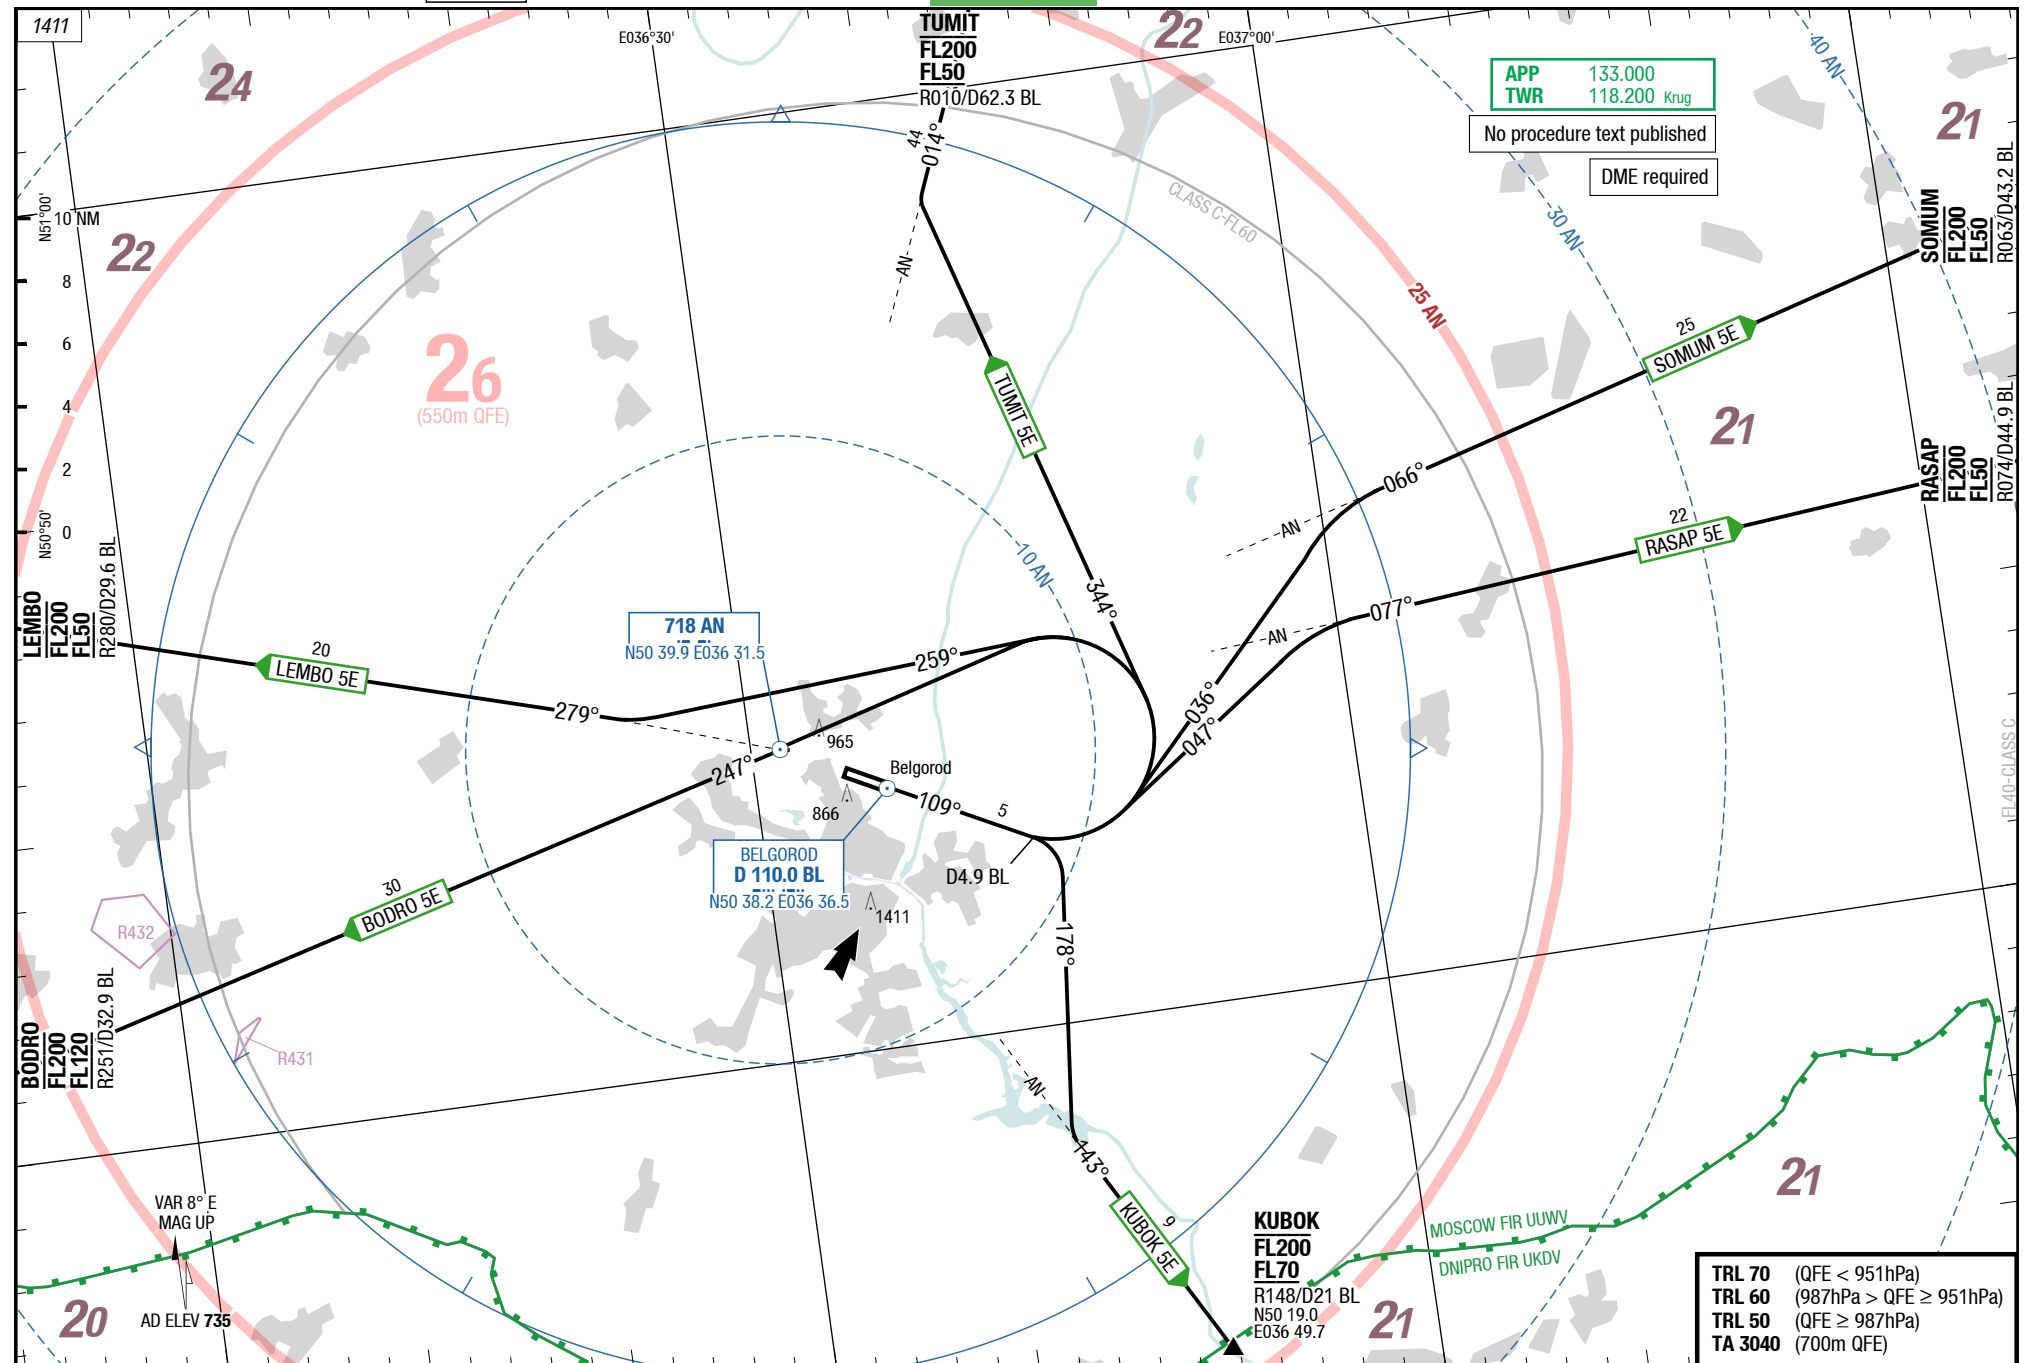 1411
E036°30'
TUMIT
FL200
FL50
R010/D62.3 BL
22
E037°00'
40 AN
24
APP 133.000
TWR 118.200 Krug
No procedure text published
DME required
21
44
014°
CLASS C-FL60
30 AN
SOMUM
FL200
FL50
R063/D43.2 BL
N51°00'
10 NM
22
AN
8
6
4
2
0
N50°50'
25 AN
26
(550m QFE)
25
SOMUM 5E
TUMIT 5E
21
066°
AN
RASAP
FL200
FL50
R074/D44.9 BL
22
RASAP 5E
10 AN
344°
077°
AN
LEMBO
FL200
FL50
R280/D29.6 BL
718 AN
N50 39.9 E036 31.5
20
LEMBO 5E
259°
279°
036°
047°
965
247°
Belgorod
866
109°
5
FL40-CLASS C
BELGOROD
D 110.0 BL
N50 38.2 E036 36.5
D4.9 BL
1411
30
BODRO 5E
R432
178°
BODRO
FL200
FL120
R251/D32.9 BL
R431
AN
143°
VAR 8° E
MAG UP
AD ELEV 735
20
9
KUBOK 5E
KUBOK
FL200
FL70
R148/D21 BL
N50 19.0
E036 49.7
MOSCOW FIR UUWV
DNIPRO FIR UKDV
21
21
TRL 70 (QFE < 951hPa)
TRL 60 (987hPa > QFE ≥ 951hPa)
TRL 50 (QFE ≥ 987hPa)
TA 3040 (700m QFE)